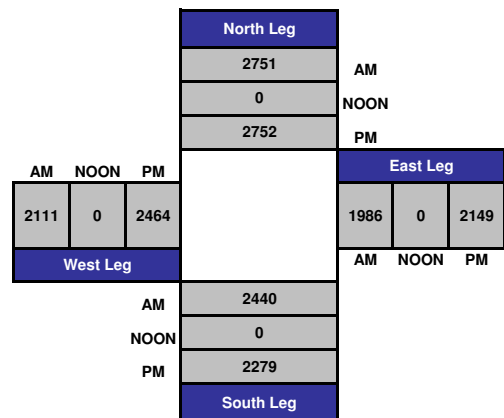 North Leg
2751 AM
0 NOON
2752 PM
AM NOON PM
East Leg
2111 0 2464
1986 0 2149
West Leg
AM NOON PM
AM 2440
NOON 0
PM 2279
South Leg